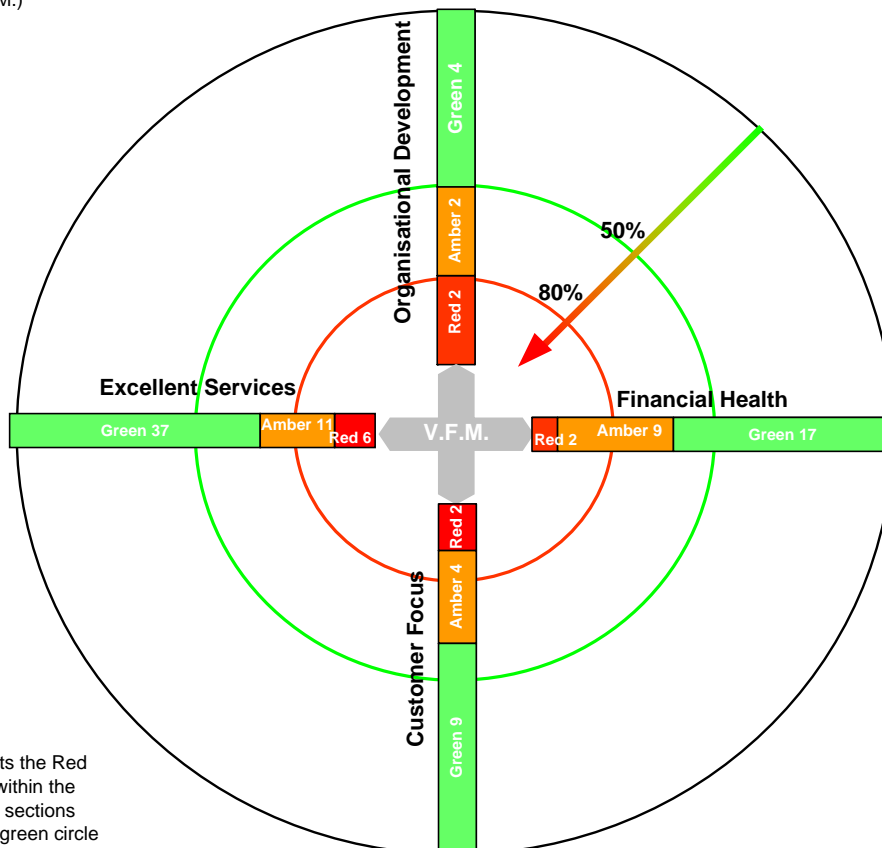 M.)
Organisational Development
Green 4
Amber 2
Red 2
50%
80%
Excellent Services
Green 37
Amber 11
Red 6
V.F.M.
Financial Health
Red 2
Amber 9
Green 17
Customer Focus
Red 2
Amber 4
Green 9
ts the Red
within the
sections
green circle